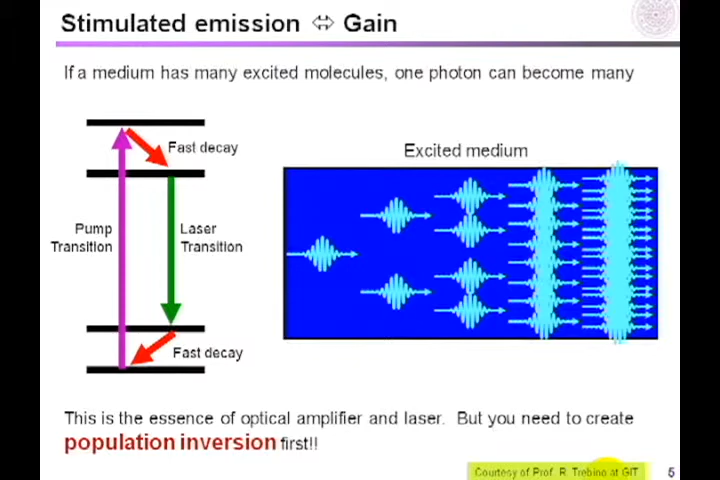 Stimulated emission ⇔ Gain
If a medium has many excited molecules, one photon can become many
Fast decay
Excited medium
Pump
Transition
Laser
Transition
Fast decay
This is the essence of optical amplifier and laser. But you need to create
population inversion first!!
Courtesy of Prof. R. Trebino at GIT
5